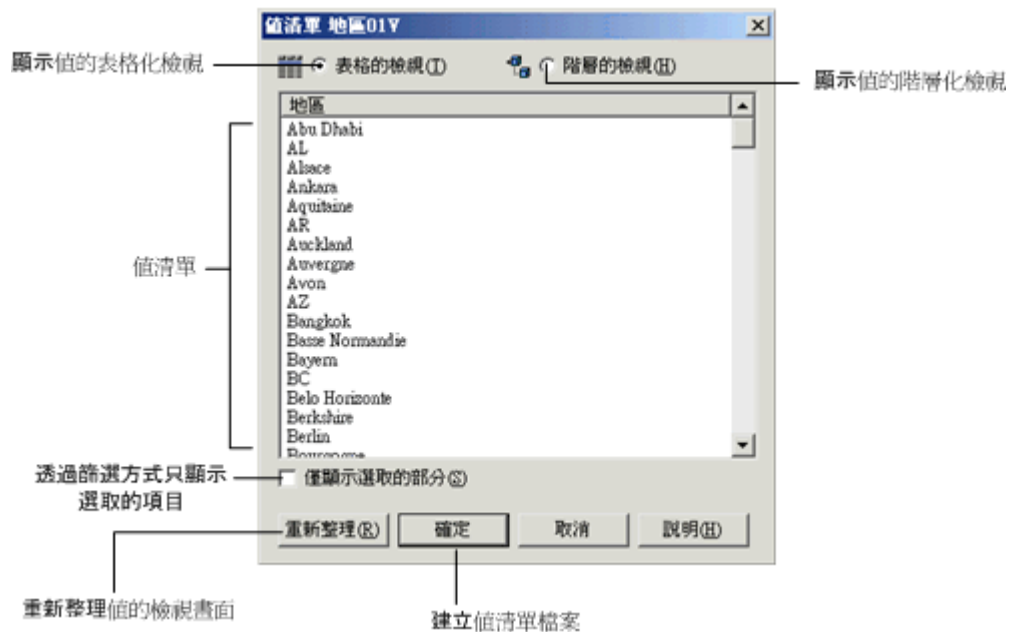 值清單 地區01Y
顯示值的表格化檢視
表格的檢視(T)
階層的檢視(H)
顯示值的階層化檢視
地區
Abu Dhabi
AL
Alsace
Ankara
Aquitaine
AR
Auckland
Auvergne
Avon
AZ
Bangkok
Basse Normandie
Bayern
BC
Belo Horizonte
Berkshire
Berlin
Bourgogne
值清單
透過篩選方式只顯示
選取的項目
僅顯示選取的部分(S)
重新整理(R)
確定
取消
說明(H)
重新整理值的檢視畫面
建立值清單檔案